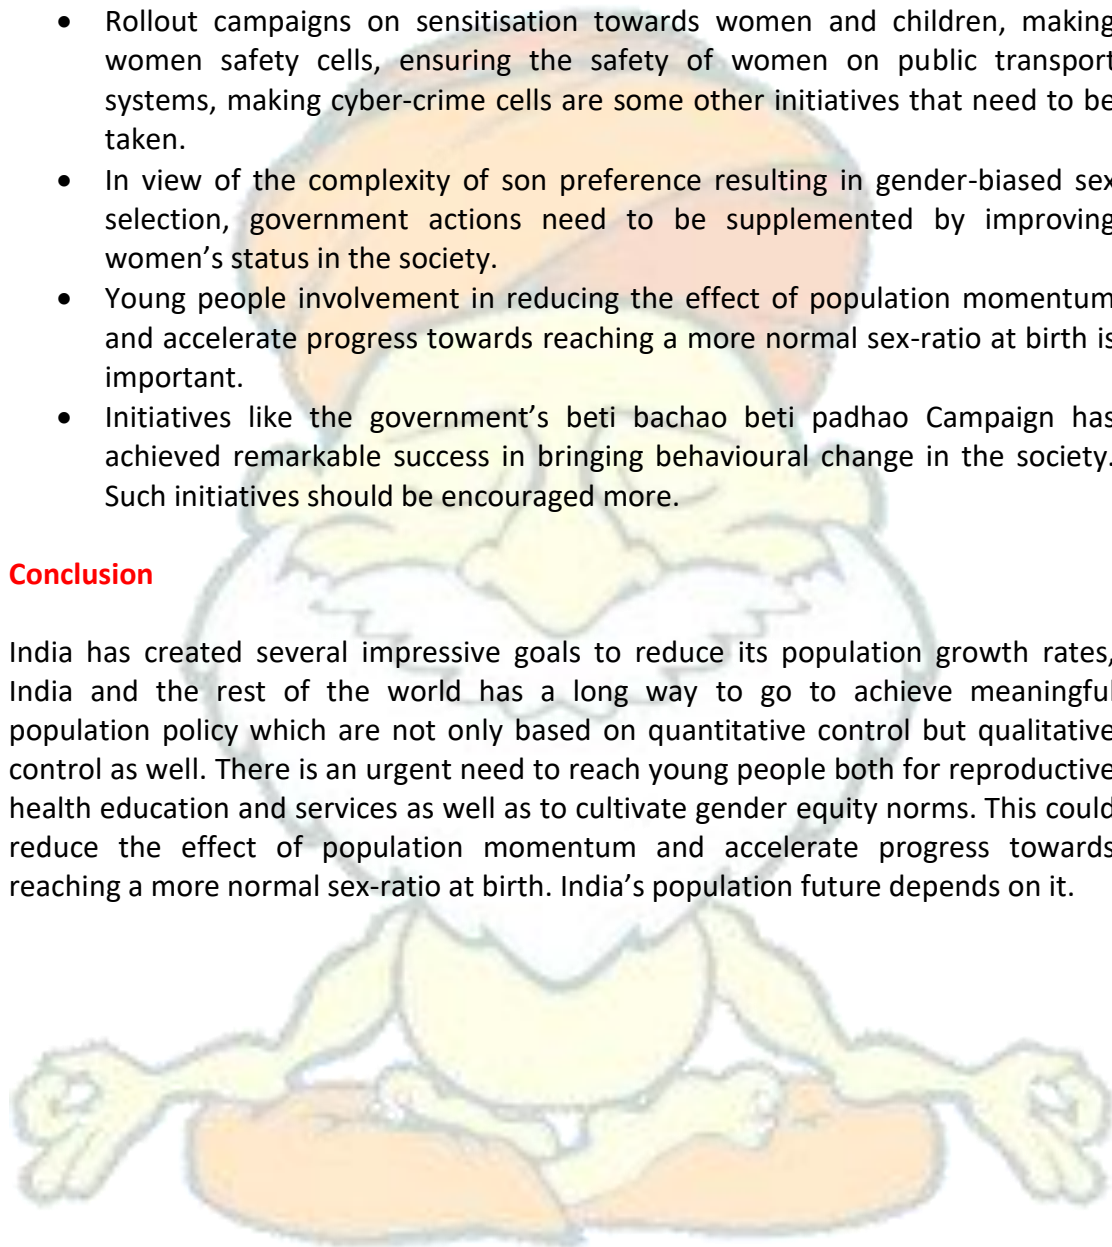 • Rollout campaigns on sensitisation towards women and children, making
women safety cells, ensuring the safety of women on public transport
systems, making cyber-crime cells are some other initiatives that need to be
taken.
• In view of the complexity of son preference resulting in gender-biased sex
selection, government actions need to be supplemented by improving
women’s status in the society.
• Young people involvement in reducing the effect of population momentum
and accelerate progress towards reaching a more normal sex-ratio at birth is
important.
• Initiatives like the government’s beti bachao beti padhao Campaign has
achieved remarkable success in bringing behavioural change in the society.
Such initiatives should be encouraged more.
Conclusion
India has created several impressive goals to reduce its population growth rates,
India and the rest of the world has a long way to go to achieve meaningful
population policy which are not only based on quantitative control but qualitative
control as well. There is an urgent need to reach young people both for reproductive
health education and services as well as to cultivate gender equity norms. This could
reduce the effect of population momentum and accelerate progress towards
reaching a more normal sex-ratio at birth. India’s population future depends on it.